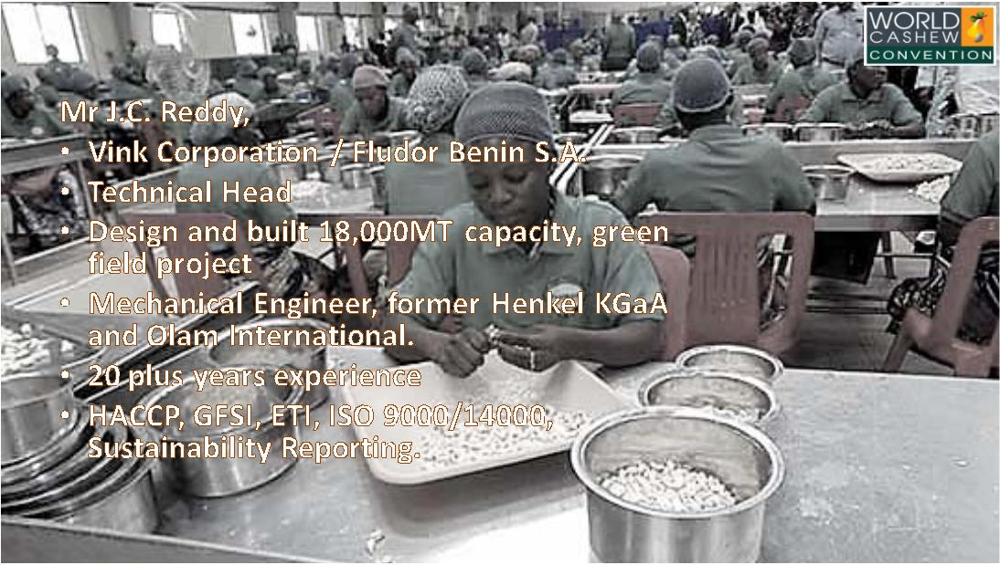 WORLD
CASHEW
CONVENTION
Mr J.C. Reddy,
• Vink Corporation / Fludor Benin S.A.
• Technical Head
• Design and built 18,000MT capacity, green
field project
• Mechanical Engineer, former Henkel KGaA
and Olam International.
• 20 plus years experience
• HACCP, GFSI, ETI, ISO 9000/14000,
Sustainability Reporting.